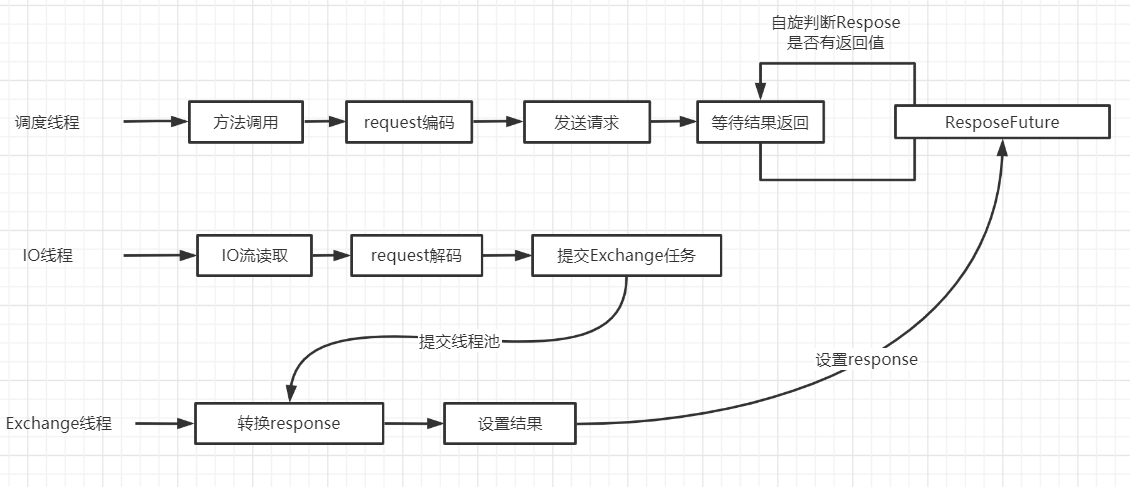 自旋判断Respose
是否有返回值
调度线程
方法调用
request编码
发送请求
等待结果返回
ResposeFuture
IO线程
IO流读取
request解码
提交Exchange任务
提交线程池
设置response
Exchange线程
转换response
设置结果